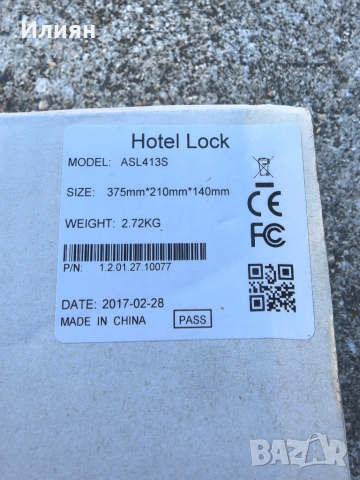 Илиян
Hotel Lock
MODEL: ASL413S
SIZE: 375mm*210mm*140mm
WEIGHT: 2.72KG
CE
FC
P/N: 1.2.01.27.10077
DATE: 2017-02-28
MADE IN CHINA PASS
BAZAR